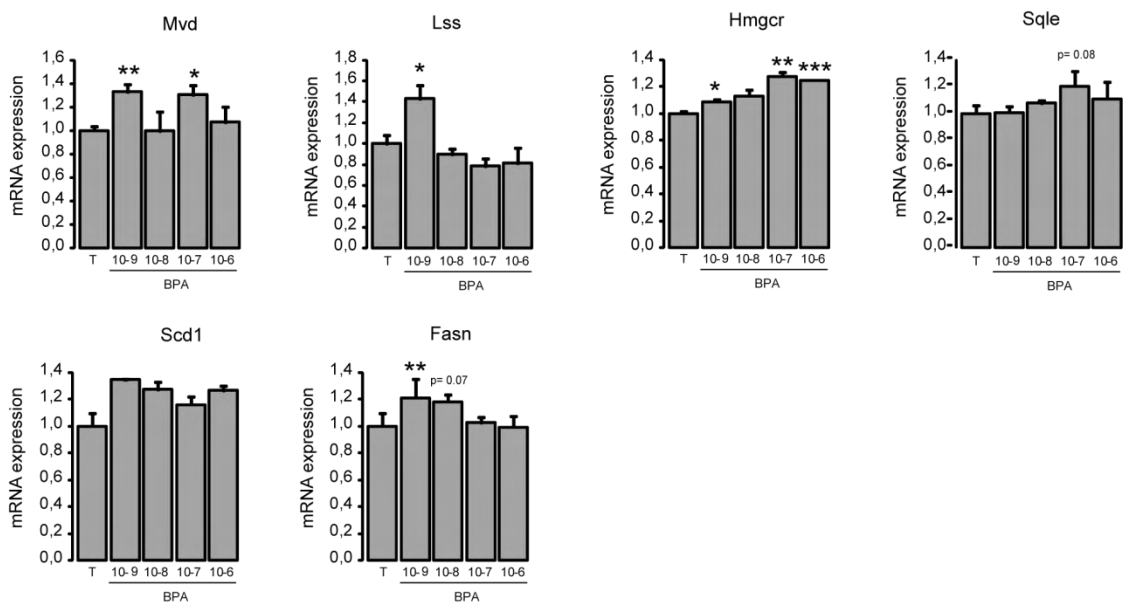 Mvd
mRNA expression
1,6
1,4
1,2
1,0
0,8
0,6
0,4
0,2
0,0
**
*
T 10-9 10-8 10-7 10-6
BPA
Lss
mRNA expression
1,8
1,6
1,4
1,2
1,0
0,8
0,6
0,4
0,2
0,0
*
T 10-9 10-8 10-7 10-6
BPA
Hmgcr
mRNA expression
1,4
1,2
1,0
0,8
0,6
0,4
0,2
0,0
*
** ***
T 10-9 10-8 10-7 10-6
BPA
Sqle
mRNA expression
1,4
1,2
1,0
0,8
0,6
0,4
0,2
0,0
p= 0.08
T 10-9 10-8 10-7 10-6
BPA
Scd1
mRNA expression
1,4
1,2
1,0
0,8
0,6
0,4
0,2
0,0
T 10-9 10-8 10-7 10-6
BPA
Fasn
mRNA expression
1,4
1,2
1,0
0,8
0,6
0,4
0,2
0,0
**
p= 0.07
T 10-9 10-8 10-7 10-6
BPA